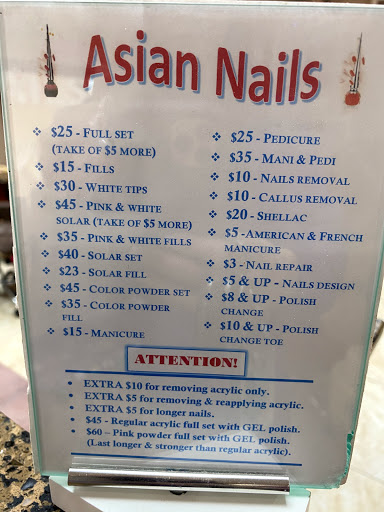 Asian Nails
$25 - FULL SET
(TAKE OF $5 MORE)
$15 - FILLS
$30 - WHITE TIPS
$45 - PINK & WHITE
SOLAR (TAKE OF $5 MORE)
$35 - PINK & WHITE FILLS
$40 - SOLAR SET
$23 - SOLAR FILL
$45 - COLOR POWDER SET
$35 - COLOR POWDER
FILL
$15 - MANICURE
$25 - PEDICURE
$35 - MANI & PEDI
$10 - NAILS REMOVAL
$10 - CALLUS REMOVAL
$20 - SHELLAC
$5 -AMERICAN & FRENCH
MANICURE
$3 - NAIL REPAIR
$5 & UP - NAILS DESIGN
$8 & UP - POLISH
CHANGE
$10 & UP - POLISH
CHANGE TOE
ATTENTION!
• EXTRA $10 for removing acrylic only.
• EXTRA $5 for removing & reapplying acrylic.
• EXTRA $5 for longer nails.
• $45 - Regular acrylic full set with GEL polish.
• $60 – Pink powder full set with GEL polish.
(Last longer & stronger than regular acrylic).